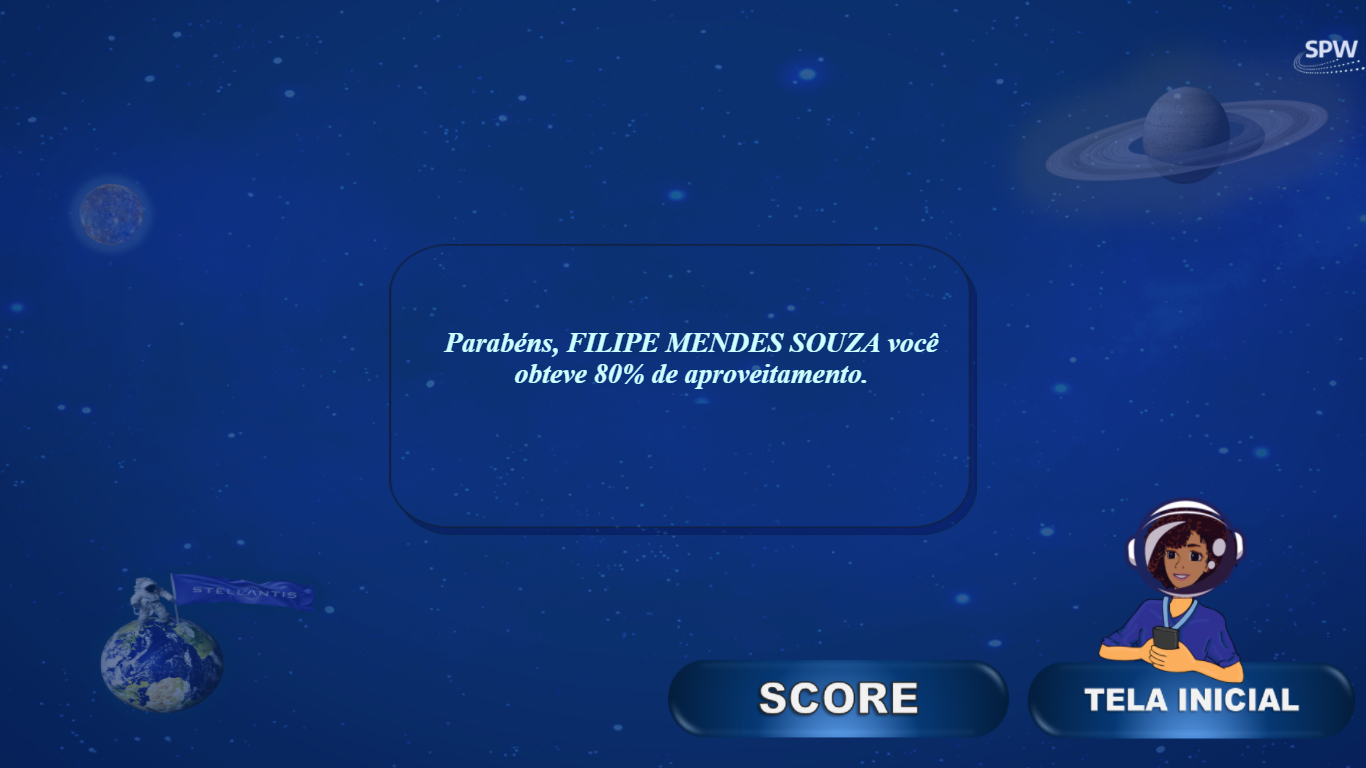 SPW
Parabéns, FILIPE MENDES SOUZA você
obteve 80% de aproveitamento.
STELLANTIS
SCORE
TELA INICIAL